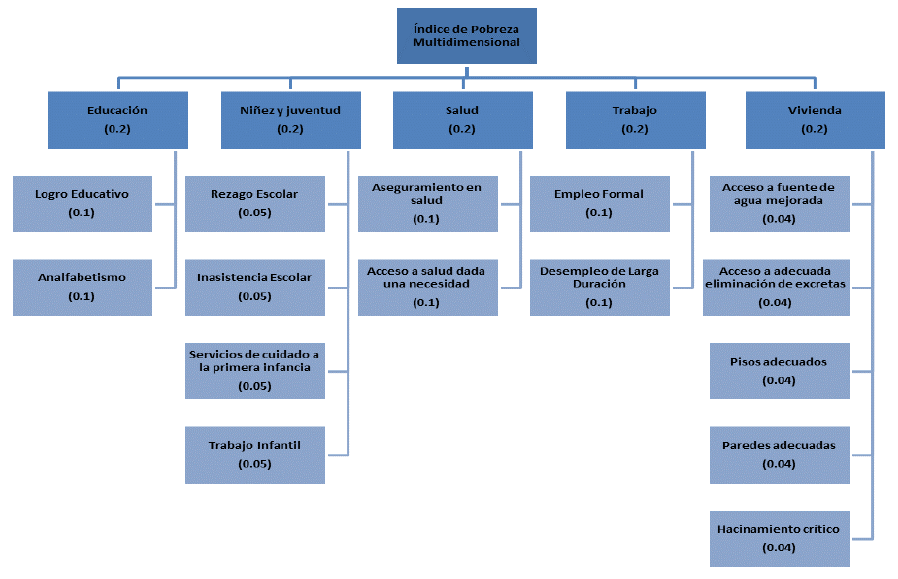 Índice de Pobreza
Multidimensional
Educación
(0.2)
Niñez y juventud
(0.2)
Salud
(0.2)
Trabajo
(0.2)
Vivienda
(0.2)
Logro Educativo
(0.1)
Analfabetismo
(0.1)
Rezago Escolar
(0.05)
Inasistencia Escolar
(0.05)
Servicios de cuidado a
la primera infancia
(0.05)
Trabajo Infantil
(0.05)
Aseguramiento en
salud
(0.1)
Acceso a salud dada
una necesidad
(0.1)
Empleo Formal
(0.1)
Desempleo de Larga
Duración
(0.1)
Acceso a fuente de
agua mejorada
(0.04)
Acceso a adecuada
eliminación de excretas
(0.04)
Pisos adecuados
(0.04)
Paredes adecuadas
(0.04)
Hacinamiento crítico
(0.04)